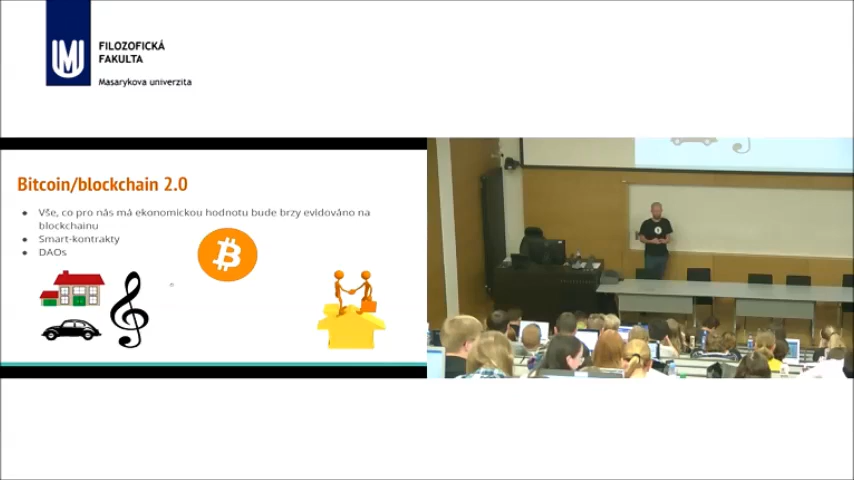 FILOZOFICKÁ
FAKULTA
Masarykova univerzita
Bitcoin/blockchain 2.0
Vše, co pro nás má ekonomickou hodnotu bude brzy evidováno na
blockchainu
Smart-kontrakty
DAOs